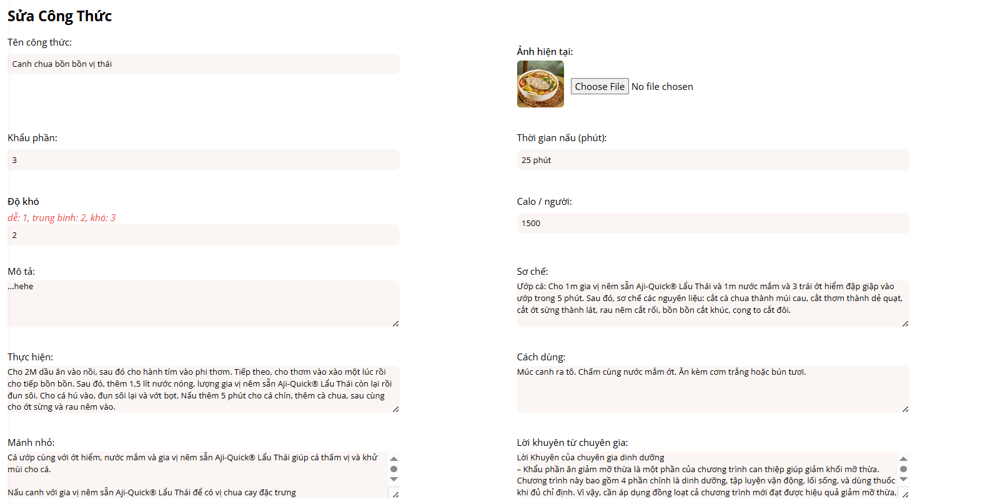 Sửa Công Thức
Tên công thức:
Canh chua bồn bồn vị thái
Ảnh hiện tại:
Choose File No file chosen
Khẩu phần:
3
Thời gian nấu (phút):
25 phút
Độ khó
dễ: 1, trung bình: 2, khó: 3
2
Calo / người:
1500
Mô tả:
...hehe
Sơ chế:
Ướp cá: Cho 1m gia vị nêm sẵn Aji-Quick® Lẩu Thái và 1m nước mắm và 3 trái ớt hiểm đập giập vào
ướp trong 5 phút. Sau đó, sơ chế các nguyên liệu: cắt cà chua thành múi cau, cắt thơm thành dẻ quạt,
cắt ớt sừng thành lát, rau nêm cắt rối, bồn bồn cắt khúc, cọng to cắt đôi.
Thực hiện:
Cho 2M dầu ăn vào nồi, sau đó cho hành tím vào phi thơm. Tiếp theo, cho thơm vào xào một lúc rồi
cho tiếp bồn bồn. Sau đó, thêm 1,5 lít nước nóng, lượng gia vị nêm sẵn Aji-Quick® Lẩu Thái còn lại rồi
đun sôi. Cho cá hú vào, đun sôi lại và vớt bọt. Nấu thêm 5 phút cho cá chín, thêm cà chua, sau cùng
cho ớt sừng và rau nêm vào.
Cách dùng:
Múc canh ra tô. Chấm cùng nước mắm ớt. Ăn kèm cơm trắng hoặc bún tươi.
Mánh nhỏ:
Cá ướp cùng với ớt hiểm, nước mắm và gia vị nêm sẵn Aji-Quick® Lẩu Thái giúp cá thấm vị và khử
mùi cho cá.
Nấu canh với gia vị nêm sẵn Aji-Quick® Lẩu Thái để có vị chua cay đặc trưng
Lời khuyên từ chuyên gia:
Lời Khuyên của chuyên gia dinh dưỡng
– Khẩu phần ăn giảm mỡ thừa là một phần của chương trình can thiệp giúp giảm khối mỡ thừa.
Chương trình này bao gồm 4 phần chính là dinh dưỡng, tập luyện vận động, lối sống, và dùng thuốc
khi đủ chỉ định. Vì vậy, cần áp dụng đồng loạt cả chương trình mới đạt được hiệu quả giảm mỡ thừa,